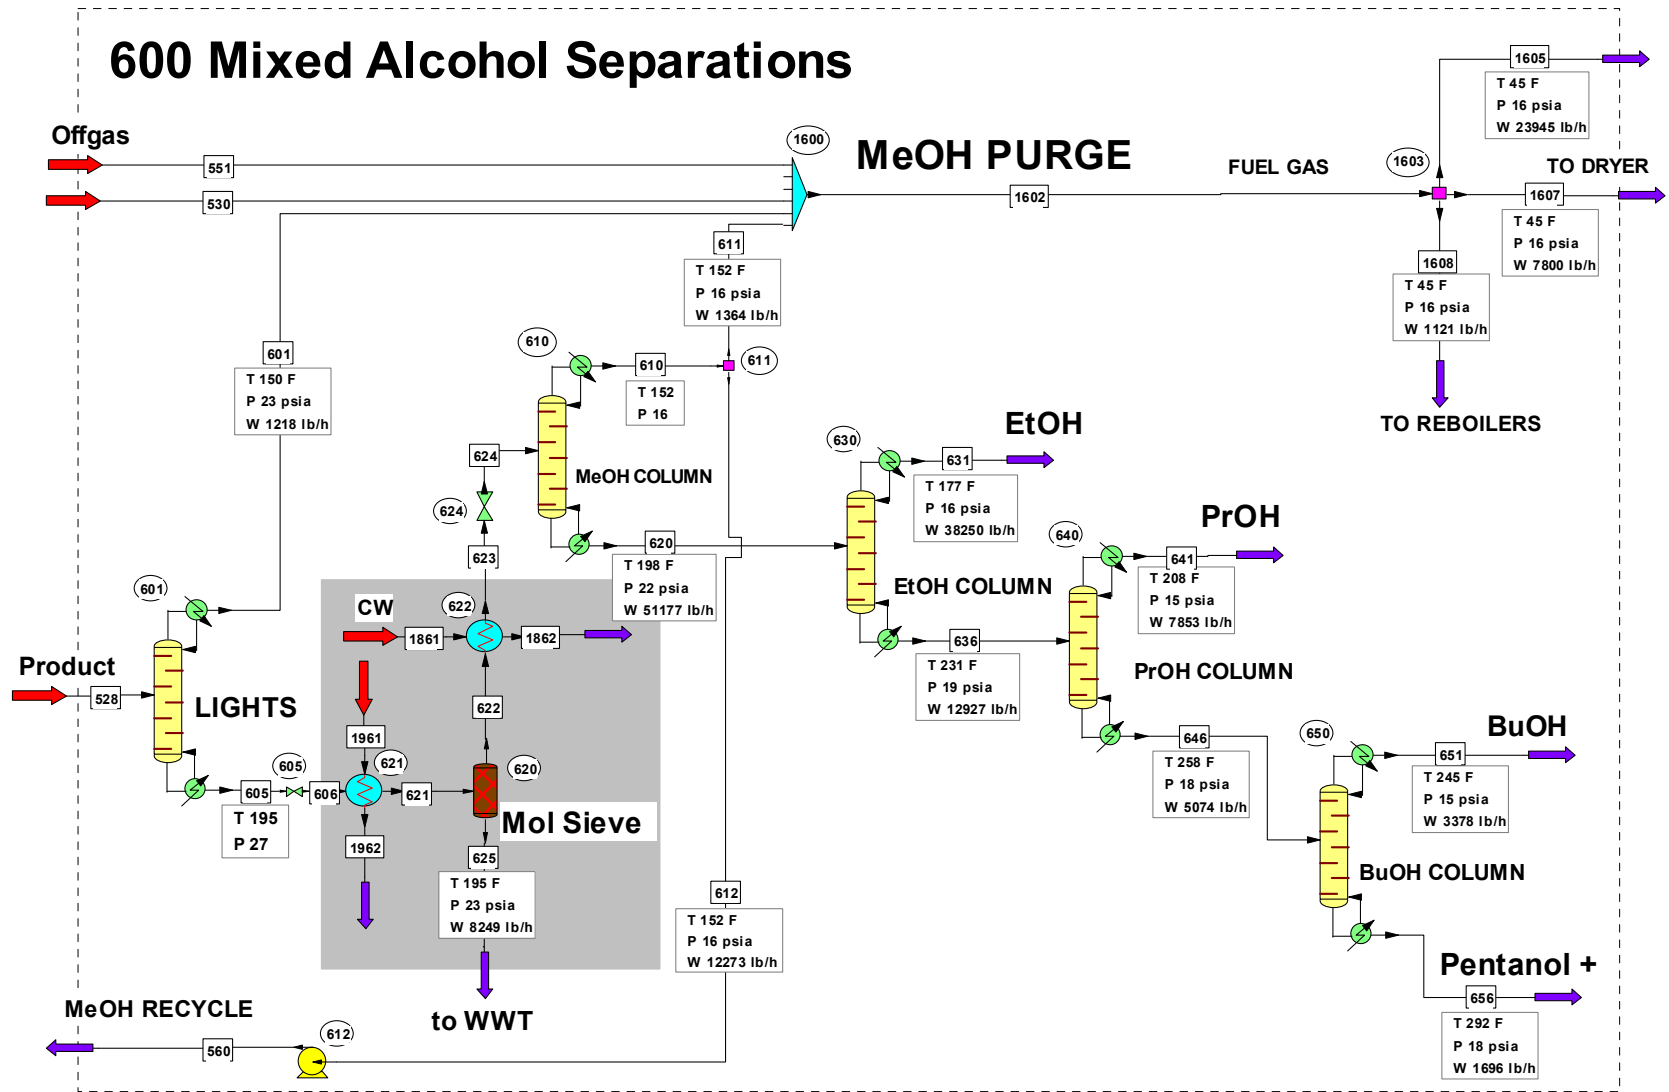 600 Mixed Alcohol Separations
1605
T 45 F
P 16 psia
W 23945 lb/h
Offgas
551
530
1600
MeOH PURGE
1602
FUEL GAS
1603
TO DRYER
1607
T 45 F
P 16 psia
W 7800 lb/h
1608
T 45 F
P 16 psia
W 1121 lb/h
TO REBOILERS
611
T 152 F
P 16 psia
W 1364 lb/h
601
T 150 F
P 23 psia
W 1218 lb/h
610
610
T 152
P 16
611
624
MeOH COLUMN
624
623
620
T 198 F
P 22 psia
W 51177 lb/h
EtOH
630
631
T 177 F
P 16 psia
W 38250 lb/h
EtOH COLUMN
636
T 231 F
P 19 psia
W 12927 lb/h
PrOH
640
641
T 208 F
P 15 psia
W 7853 lb/h
PrOH COLUMN
646
T 258 F
P 18 psia
W 5074 lb/h
BuOH
650
651
T 245 F
P 15 psia
W 3378 lb/h
BuOH COLUMN
Pentanol +
656
T 292 F
P 18 psia
W 1696 lb/h
601
Product
528
LIGHTS
605
T 195
P 27
605
606
CW
1861
622
1862
622
1961
621
621
620
Mol Sieve
1962
625
T 195 F
P 23 psia
W 8249 lb/h
to WWT
612
T 152 F
P 16 psia
W 12273 lb/h
MeOH RECYCLE
560
612